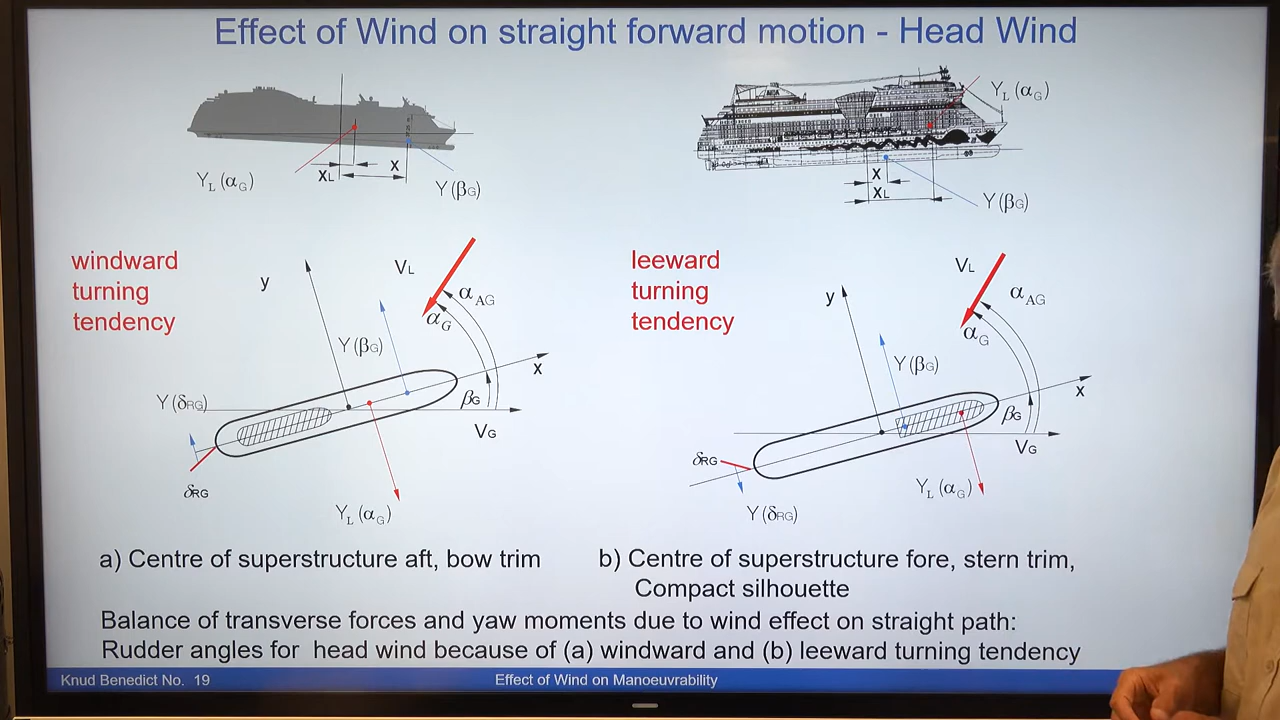 Effect of Wind on straight forward motion - Head Wind
YL (αG)
XL
X
Y (βG)
YL (αG)
X
XL
Y (βG)
windward
turning
tendency
y
VL
αAG
αG
Y (βG)
x
βG
VG
Y (δRG)
δRG
YL (αG)
leeward
turning
tendency
y
VL
αAG
αG
Y (βG)
x
βG
VG
δRG
Y (δRG)
YL (αG)
a) Centre of superstructure aft, bow trim
b) Centre of superstructure fore, stern trim,
Compact silhouette
Balance of transverse forces and yaw moments due to wind effect on straight path:
Rudder angles for head wind because of (a) windward and (b) leeward turning tendency
Knud Benedict No. 19
Effect of Wind on Manoeuvrability